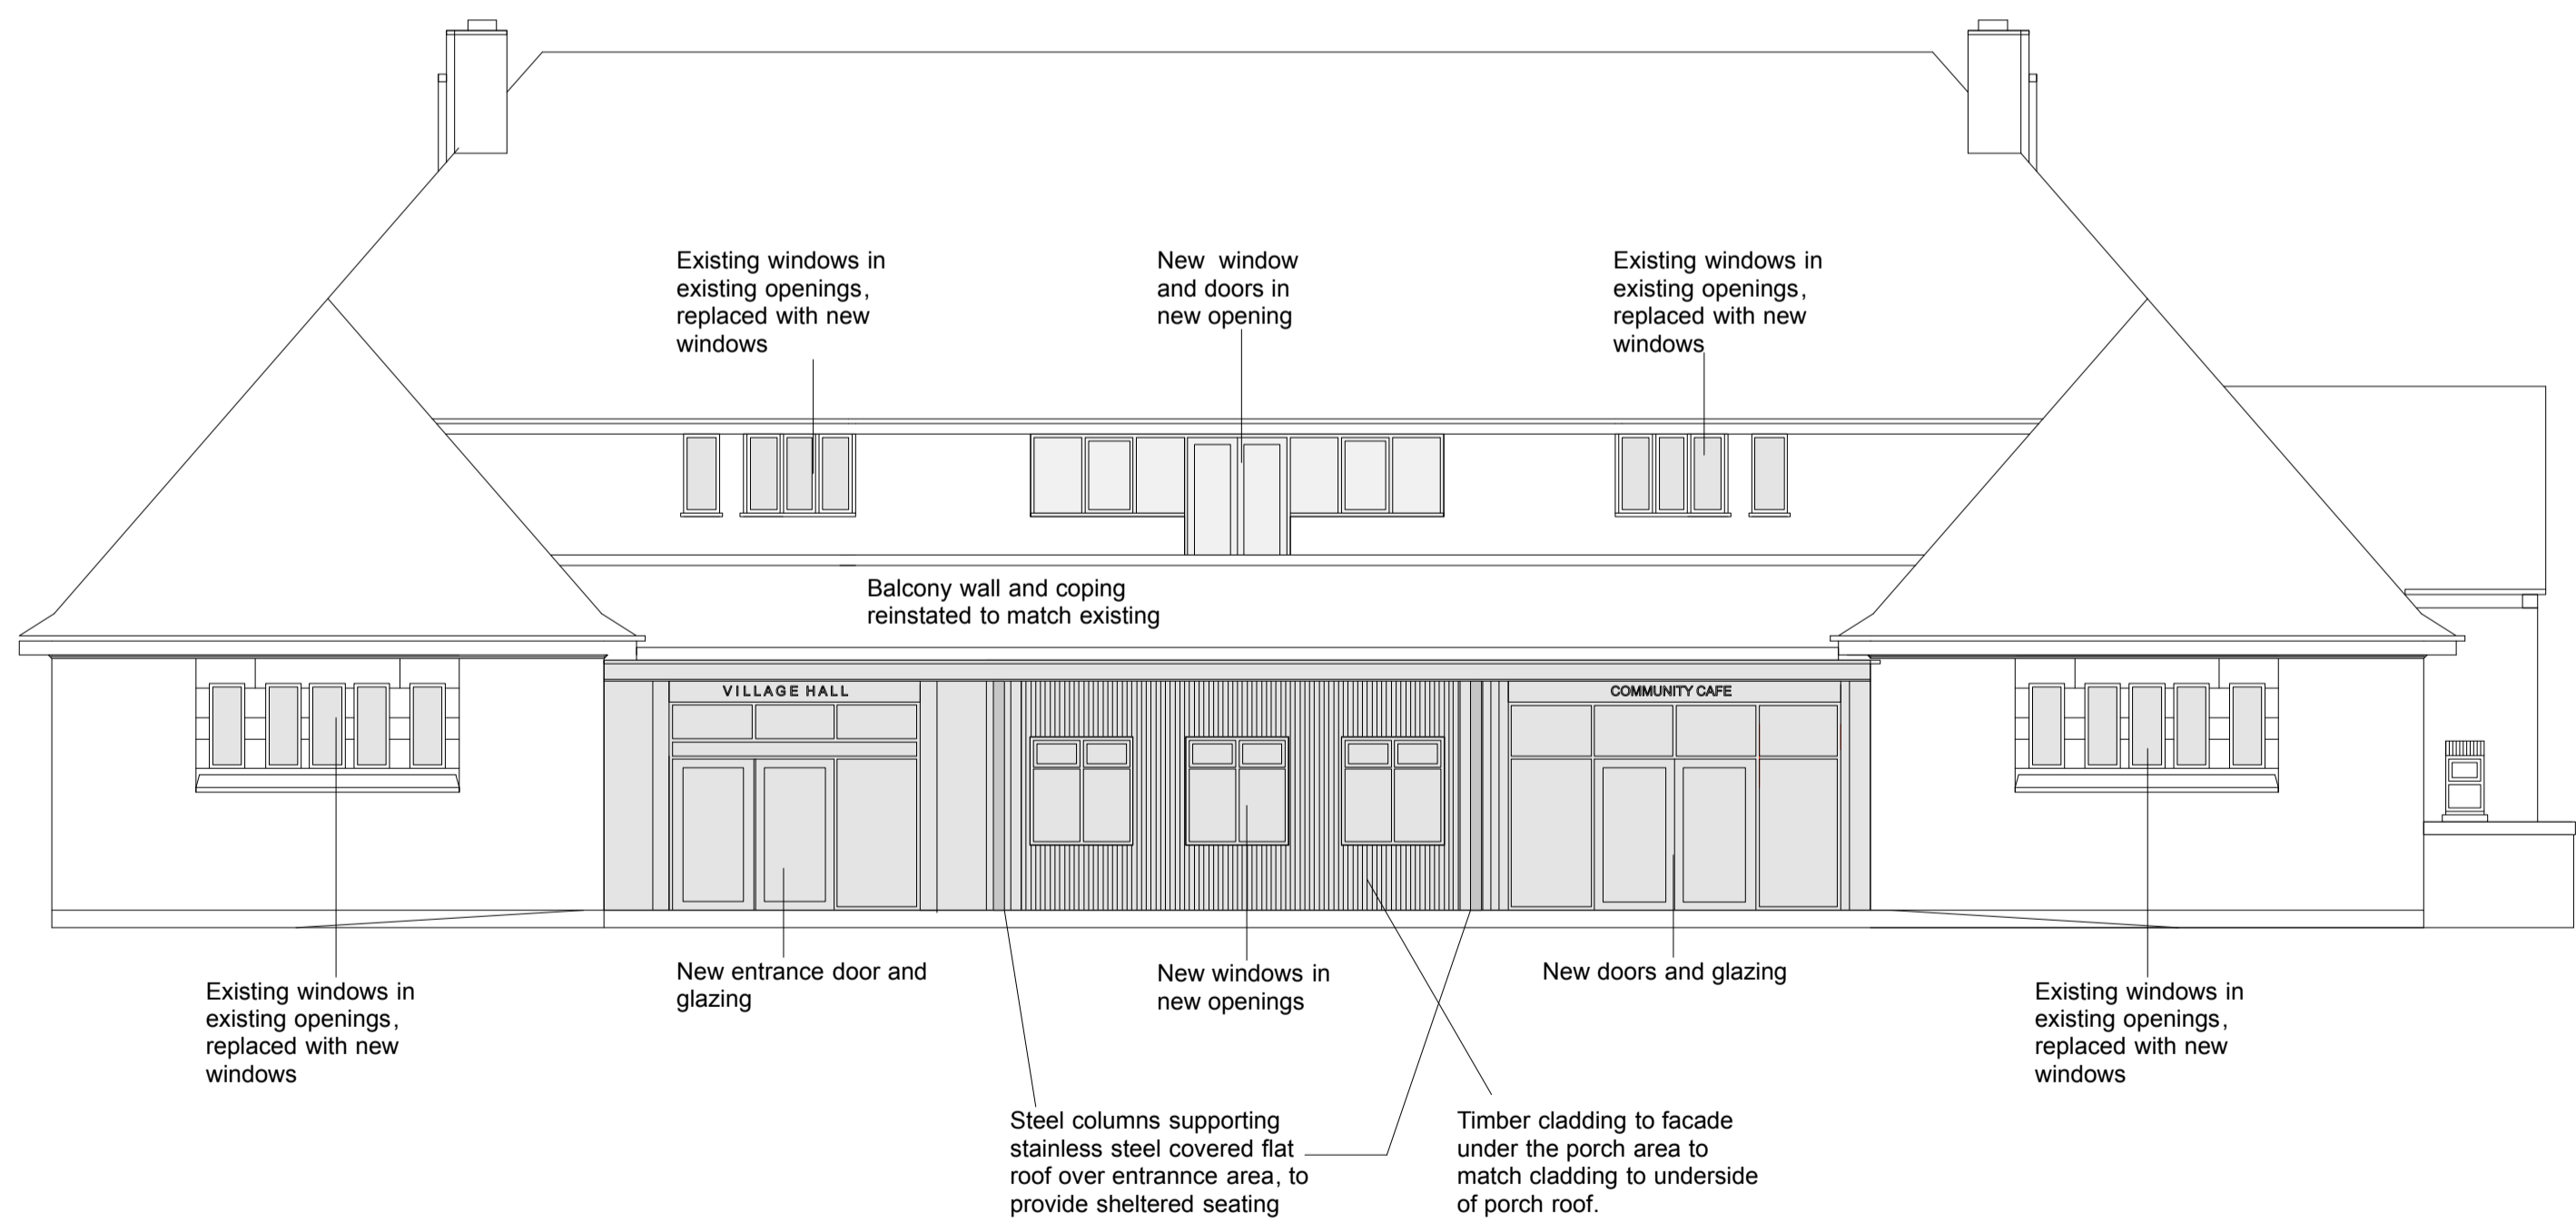 Existing windows in
existing openings,
replaced with new
windows
New window
and doors in
new opening
Existing windows in
existing openings,
replaced with new
windows
Balcony wall and coping
reinstated to match existing
VILLAGE HALL
COMMUNITY CAFE
Existing windows in
existing openings,
replaced with new
windows
New entrance door and
glazing
New windows in
new openings
New doors and glazing
Existing windows in
existing openings,
replaced with new
windows
Steel columns supporting
stainless steel covered flat
roof over entrannce area, to
provide sheltered seating
Timber cladding to facade
under the porch area to
match cladding to underside
of porch roof.